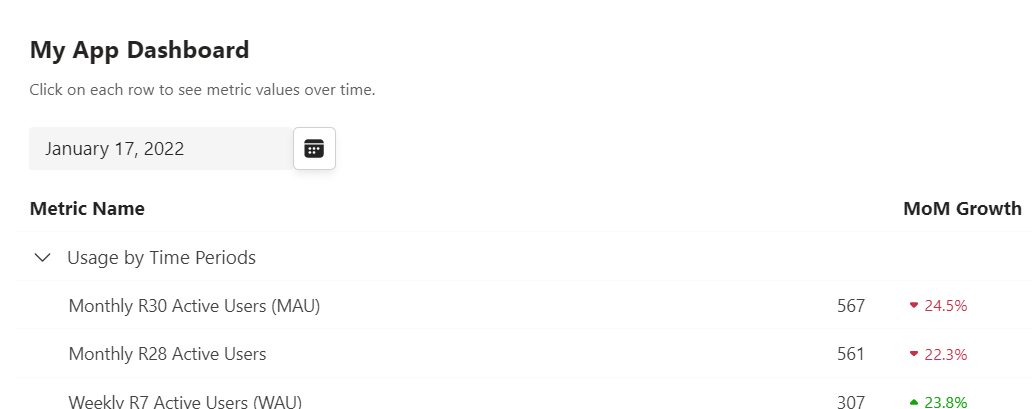 My App Dashboard
Click on each row to see metric values over time.
January 17, 2022
Metric Name MoM Growth
Usage by Time Periods
Monthly R30 Active Users (MAU) 567 24.5%
Monthly R28 Active Users 561 22.3%
Weekly R7 Active Users (WAU) 307 23.8%